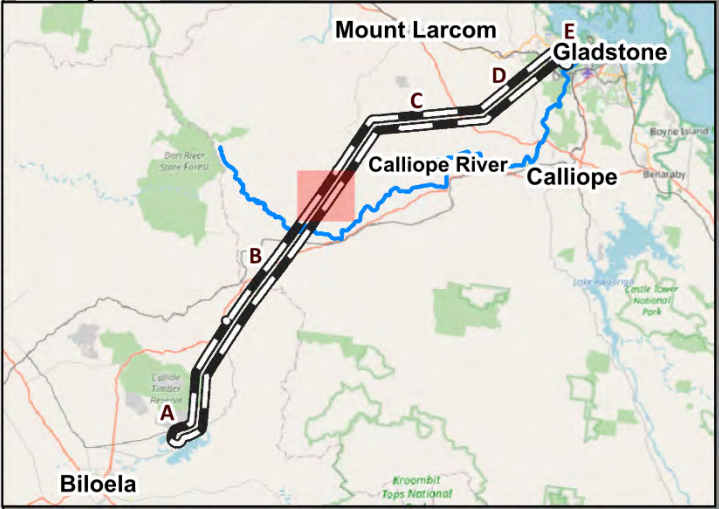 Mount Larcom
E
Gladstone
D
C
Boyne Island
Don River
State Forest
Calliope River
Calliope
Benaraby
B
Lake Awoonga
Castle Tower
National
Park
Callide
Timber
Reserve
A
Biloela
Kroombit
Tops National